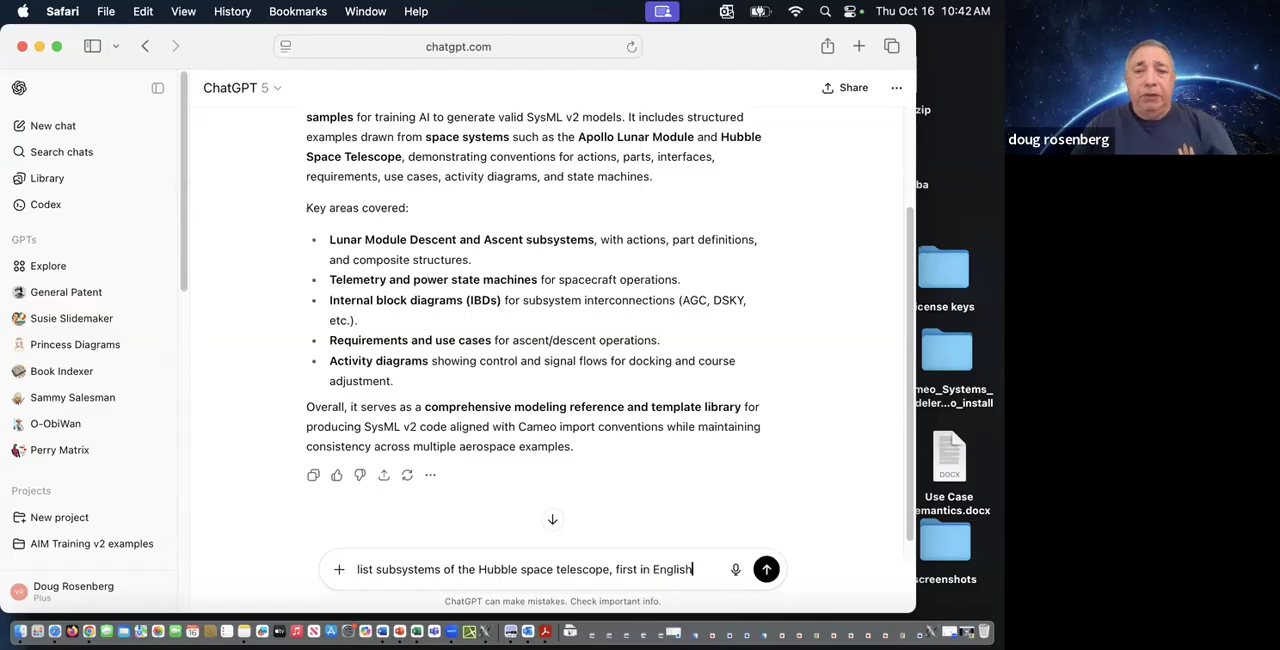 Safari File Edit View History Bookmarks Window Help Thu Oct 16 10:42 AM
chatgpt.com
ChatGPT 5
Share
New chat
Search chats
Library
Codex
GPTs
Explore
General Patent
Susie Slidemaker
Princess Diagrams
Book Indexer
Sammy Salesman
O-ObiWan
Perry Matrix
Projects
New project
AIM Training v2 examples
Doug Rosenberg
Plus
samples for training AI to generate valid SysML v2 models. It includes structured
examples drawn from space systems such as the Apollo Lunar Module and Hubble
Space Telescope, demonstrating conventions for actions, parts, interfaces,
requirements, use cases, activity diagrams, and state machines.
Key areas covered:
• Lunar Module Descent and Ascent subsystems, with actions, part definitions,
and composite structures.
• Telemetry and power state machines for spacecraft operations.
• Internal block diagrams (IBDs) for subsystem interconnections (AGC, DSKY,
etc.).
• Requirements and use cases for ascent/descent operations.
• Activity diagrams showing control and signal flows for docking and course
adjustment.
Overall, it serves as a comprehensive modeling reference and template library for
producing SysML v2 code aligned with Cameo import conventions while maintaining
consistency across multiple aerospace examples.
list subsystems of the Hubble space telescope, first in English
ChatGPT can make mistakes. Check important info.
zip
ba
icense keys
meo_Systems_
deler...o_install
DOCX
Use Case
emantics.docx
screenshots
doug rosenberg